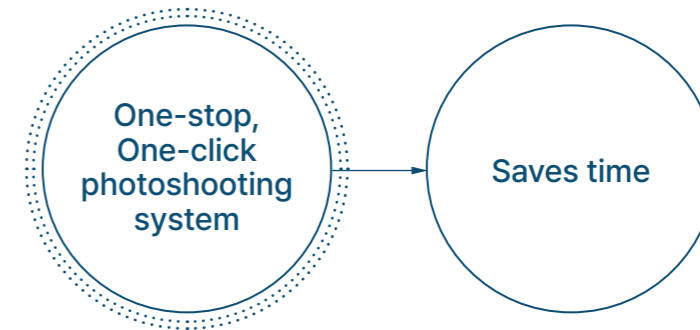 One-stop,
One-click
photoshooting
system
Saves time